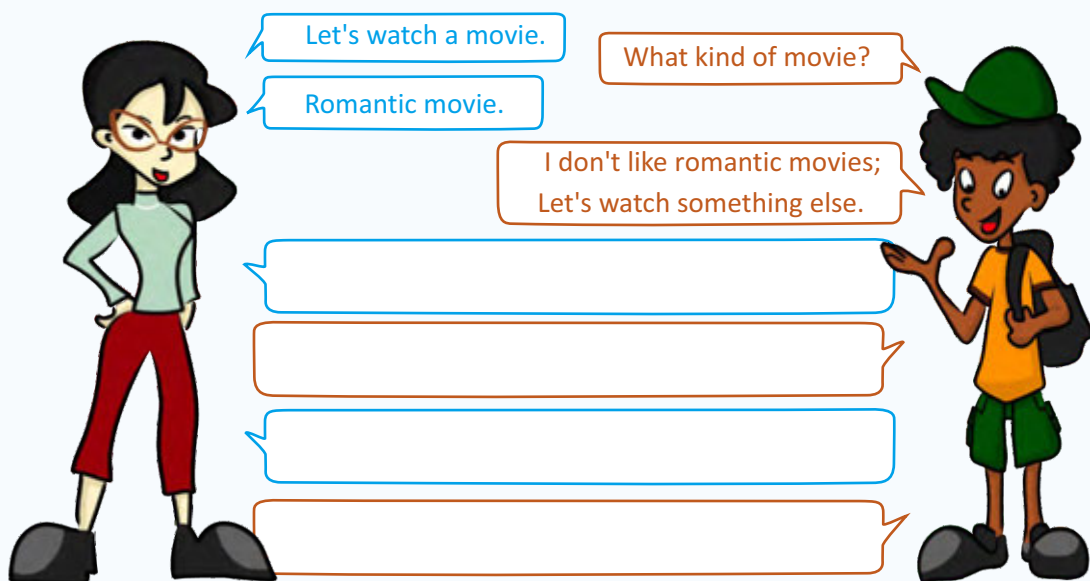 Let's watch a movie.
What kind of movie?
Romantic movie.
I don't like romantic movies;
Let's watch something else.